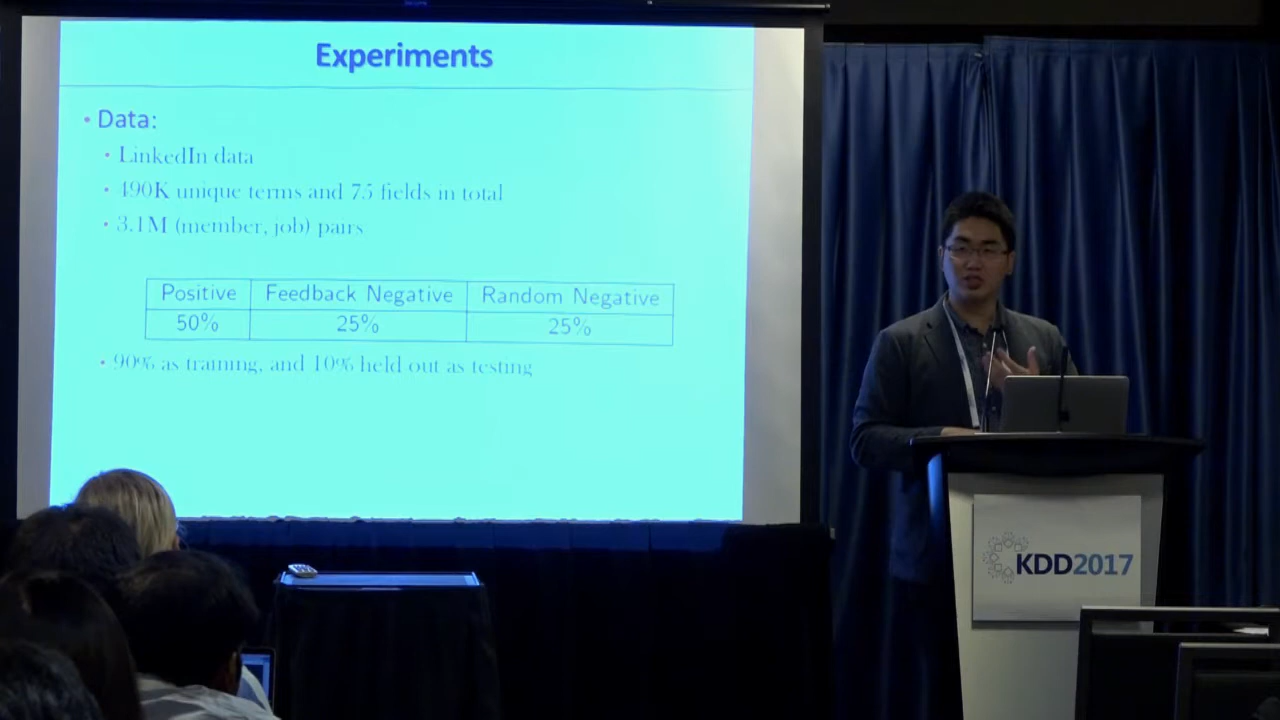 Experiments
• Data:
• LinkedIn data
• 490K unique terms and 75 fields in total
• 3.1M (member, job) pairs
Positive Feedback Negative Random Negative
50% 25% 25%
• 90% as training, and 10% held out as testing
KDD2017